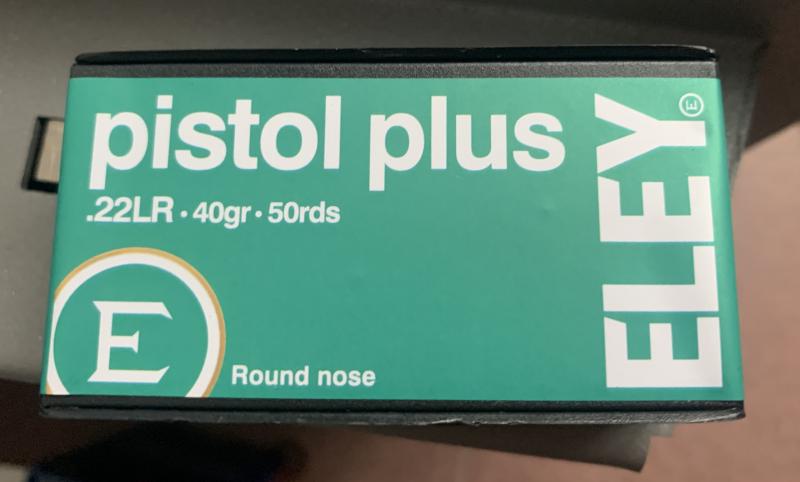 pistol plus
.22LR · 40gr · 50rds
E
Round nose
ELEY
E